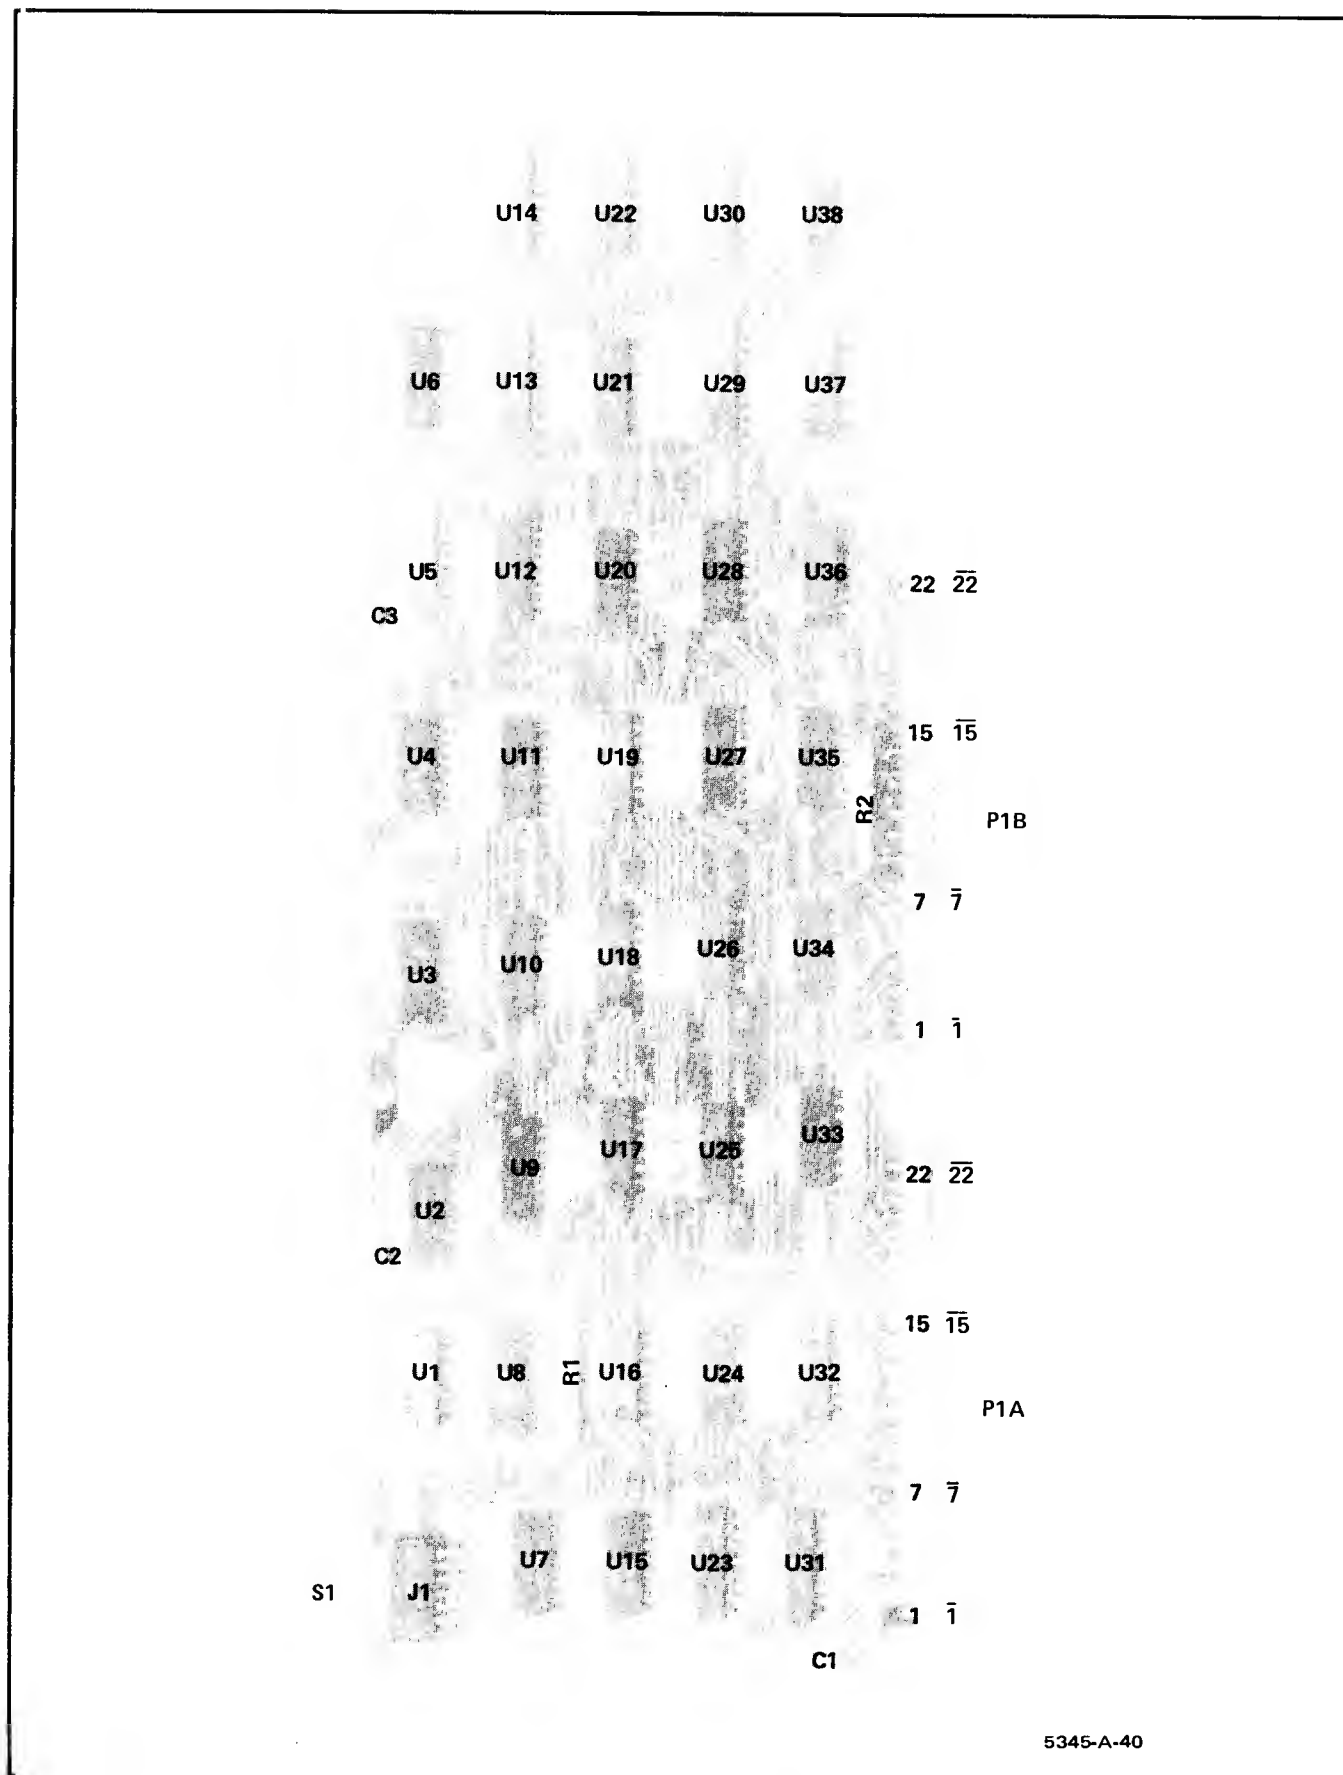 U14 U22 U30 U38
U6 U13 U21 U29 U37
U5 U12 U20 U28 U36 22 2̅2̅
C3
U4 U11 U19 U27 U35 15 1̅5̅
R2 P1B
7 7̅
U3 U10 U18 U26 U34
1 1̅
U9 U17 U25 U33 22 2̅2̅
U2
C2
15 1̅5̅
U1 U8 R1 U16 U24 U32
P1A
7 7̅
U7 U15 U23 U31
S1 J1 1 1̅
C1
5345-A-40